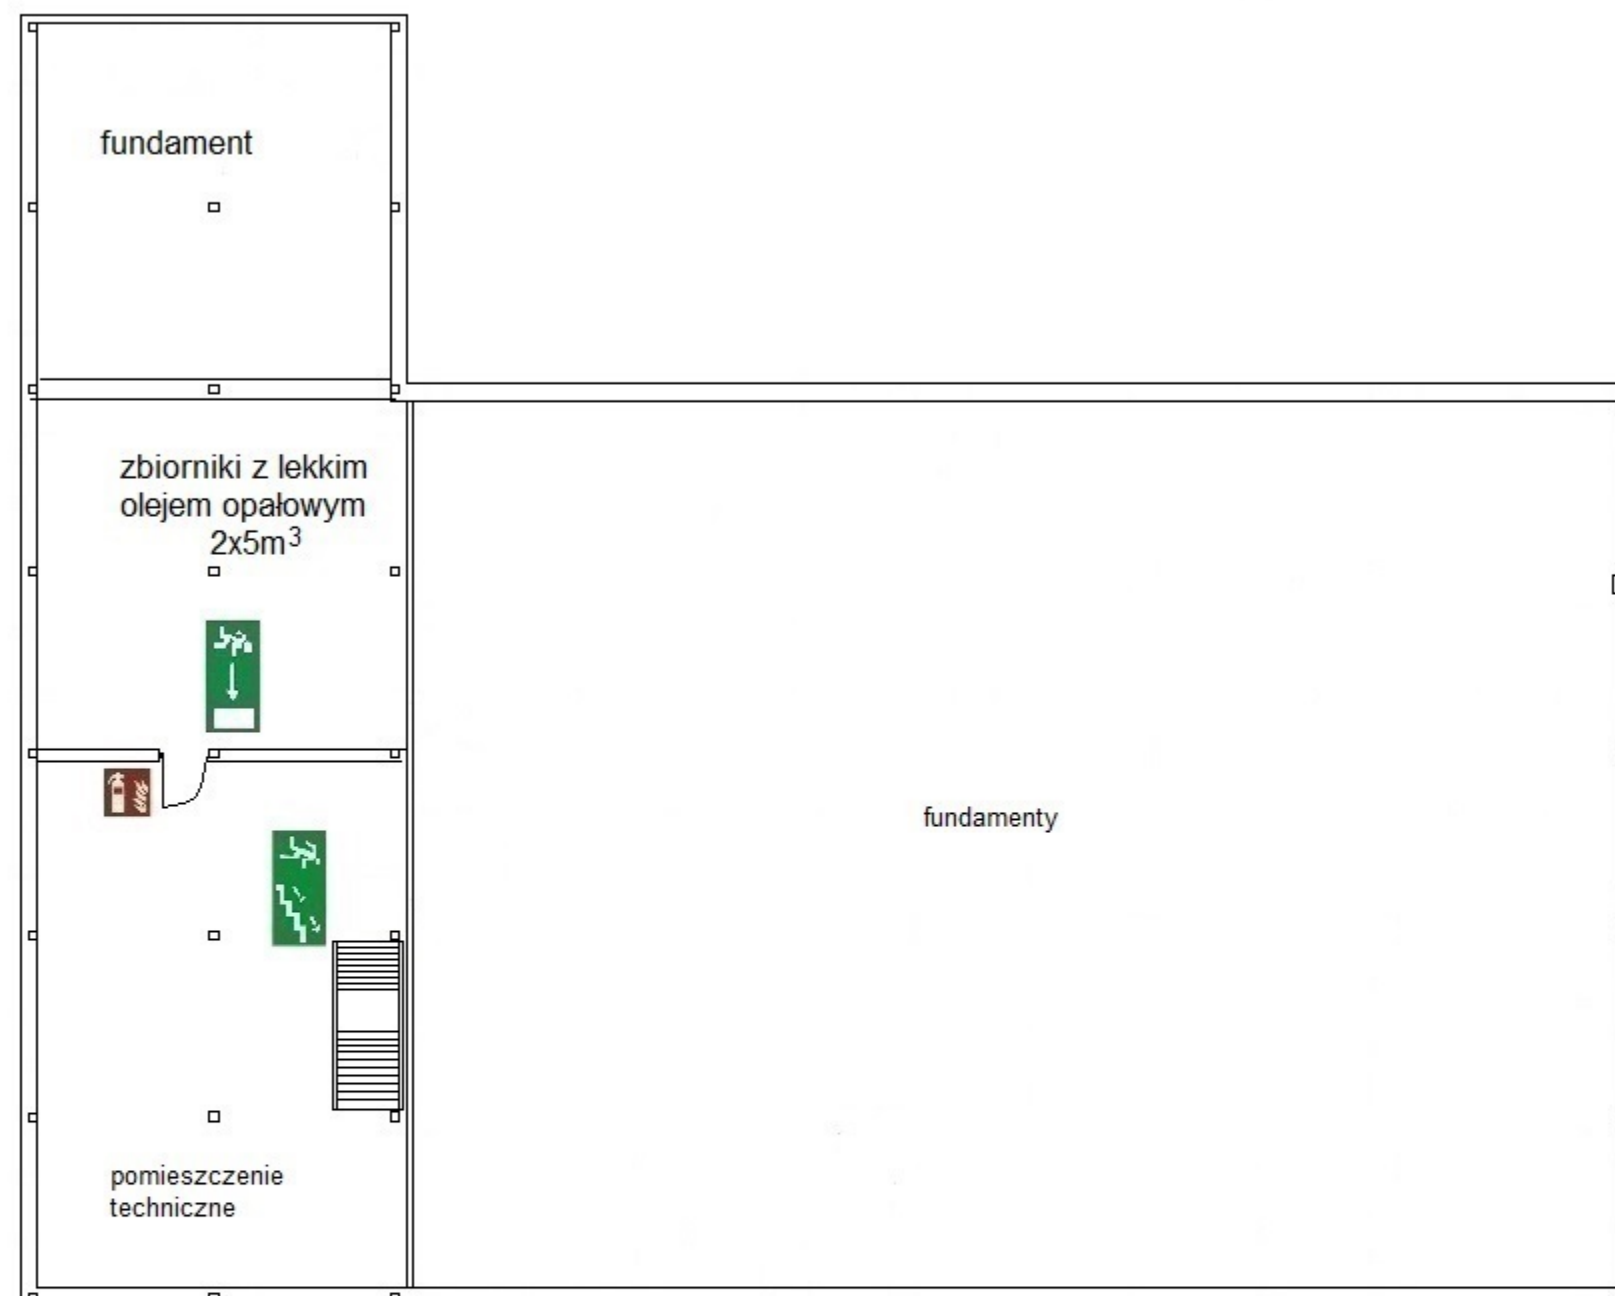 fundament
zbiorniki z lekkim
olejem opałowym
2x5m³
fundamenty
pomieszczenie
techniczne